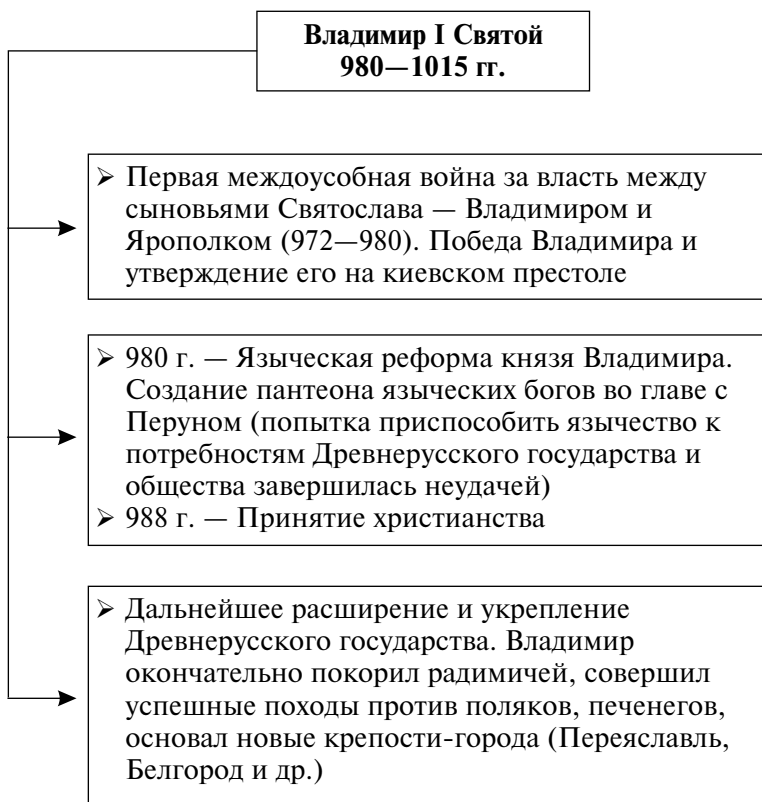 Владимир I Святой
980—1015 гг.
➢ Первая междоусобная война за власть между
сыновьями Святослава — Владимиром и
Ярополком (972—980). Победа Владимира и
утверждение его на киевском престоле
➢ 980 г. — Языческая реформа князя Владимира.
Создание пантеона языческих богов во главе с
Перуном (попытка приспособить язычество к
потребностям Древнерусского государства и
общества завершилась неудачей)
➢ 988 г. — Принятие христианства
➢ Дальнейшее расширение и укрепление
Древнерусского государства. Владимир
окончательно покорил радимичей, совершил
успешные походы против поляков, печенегов,
основал новые крепости-города (Переяславль,
Белгород и др.)